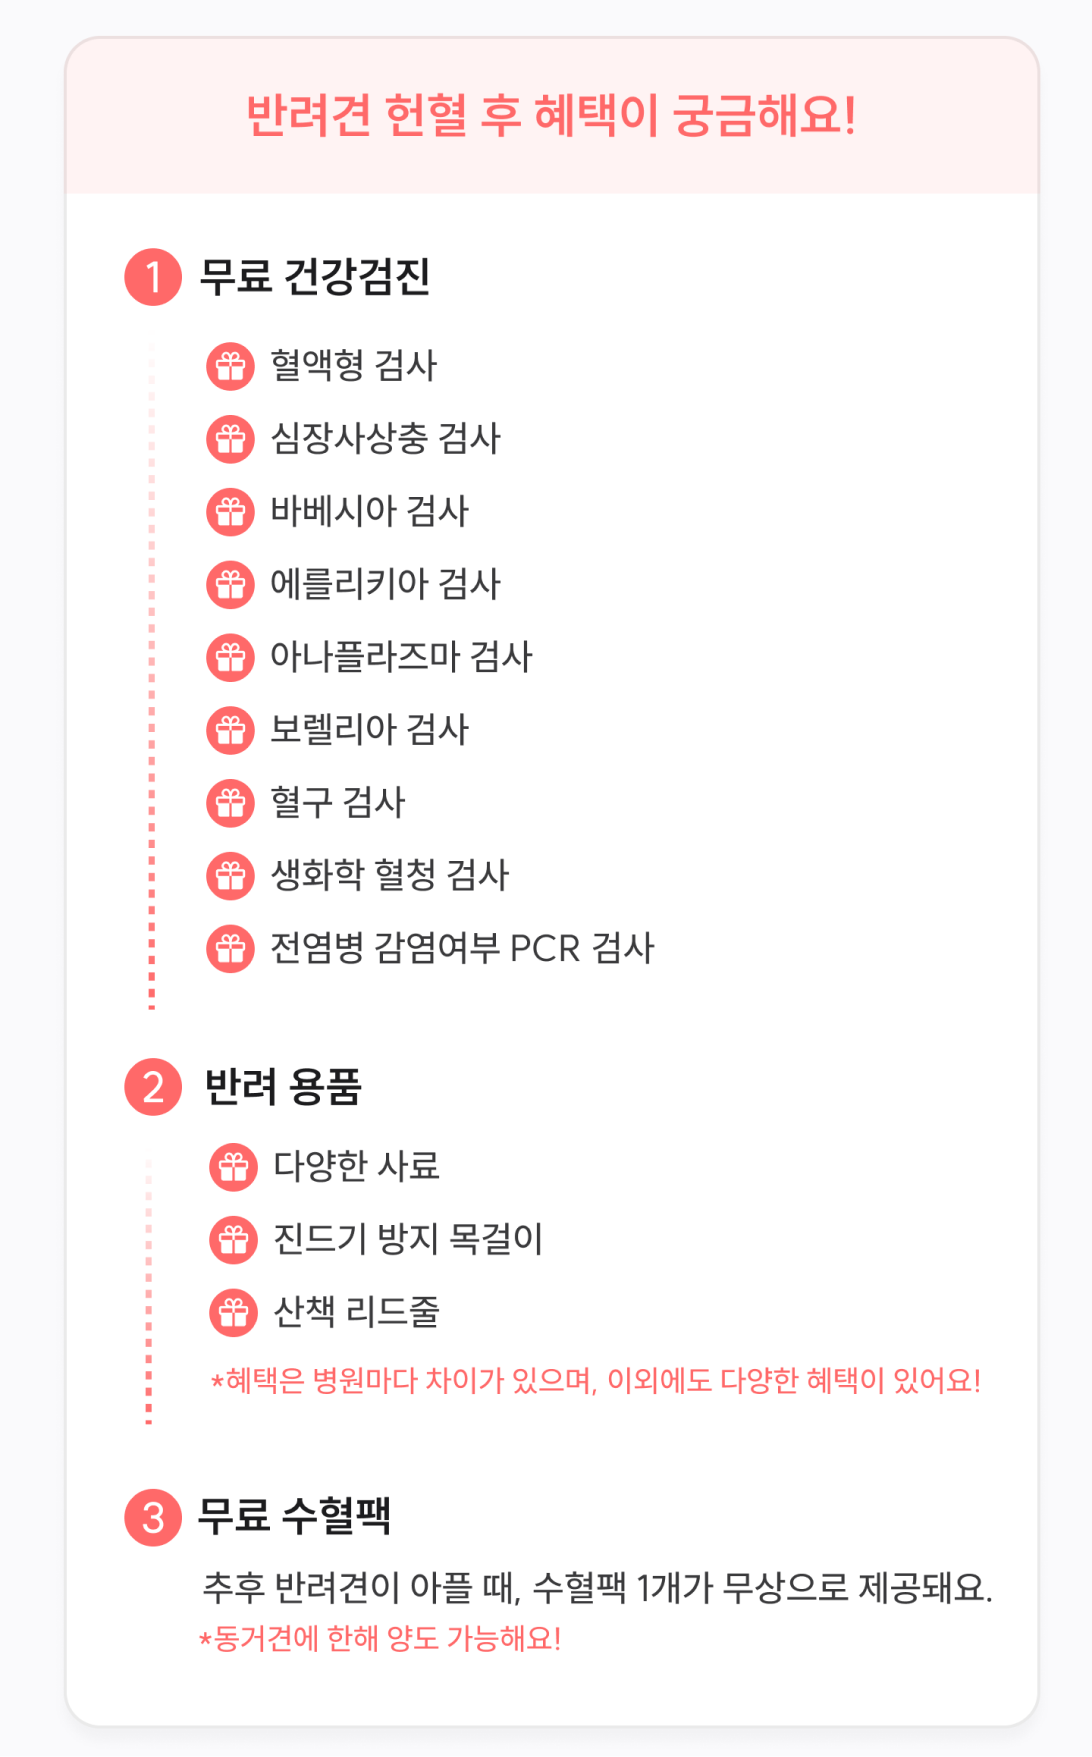 반려견 헌혈 후 혜택이 궁금해요!
1 무료 건강검진
혈액형 검사
심장사상충 검사
바베시아 검사
에를리키아 검사
아나플라즈마 검사
보렐리아 검사
혈구 검사
생화학 혈청 검사
전염병 감염여부 PCR 검사
2 반려 용품
다양한 사료
진드기 방지 목걸이
산책 리드줄
*혜택은 병원마다 차이가 있으며, 이외에도 다양한 혜택이 있어요!
3 무료 수혈팩
추후 반려견이 아플 때, 수혈팩 1개가 무상으로 제공돼요.
*동거견에 한해 양도 가능해요!